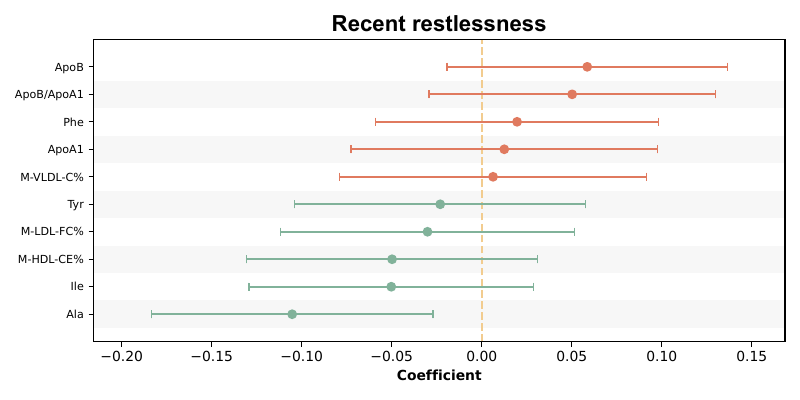 Recent restlessness
ApoB
ApoB/ApoA1
Phe
ApoA1
M-VLDL-C%
Tyr
M-LDL-FC%
M-HDL-CE%
Ile
Ala
−0.20 −0.15 −0.10 −0.05 0.00 0.05 0.10 0.15
Coefficient